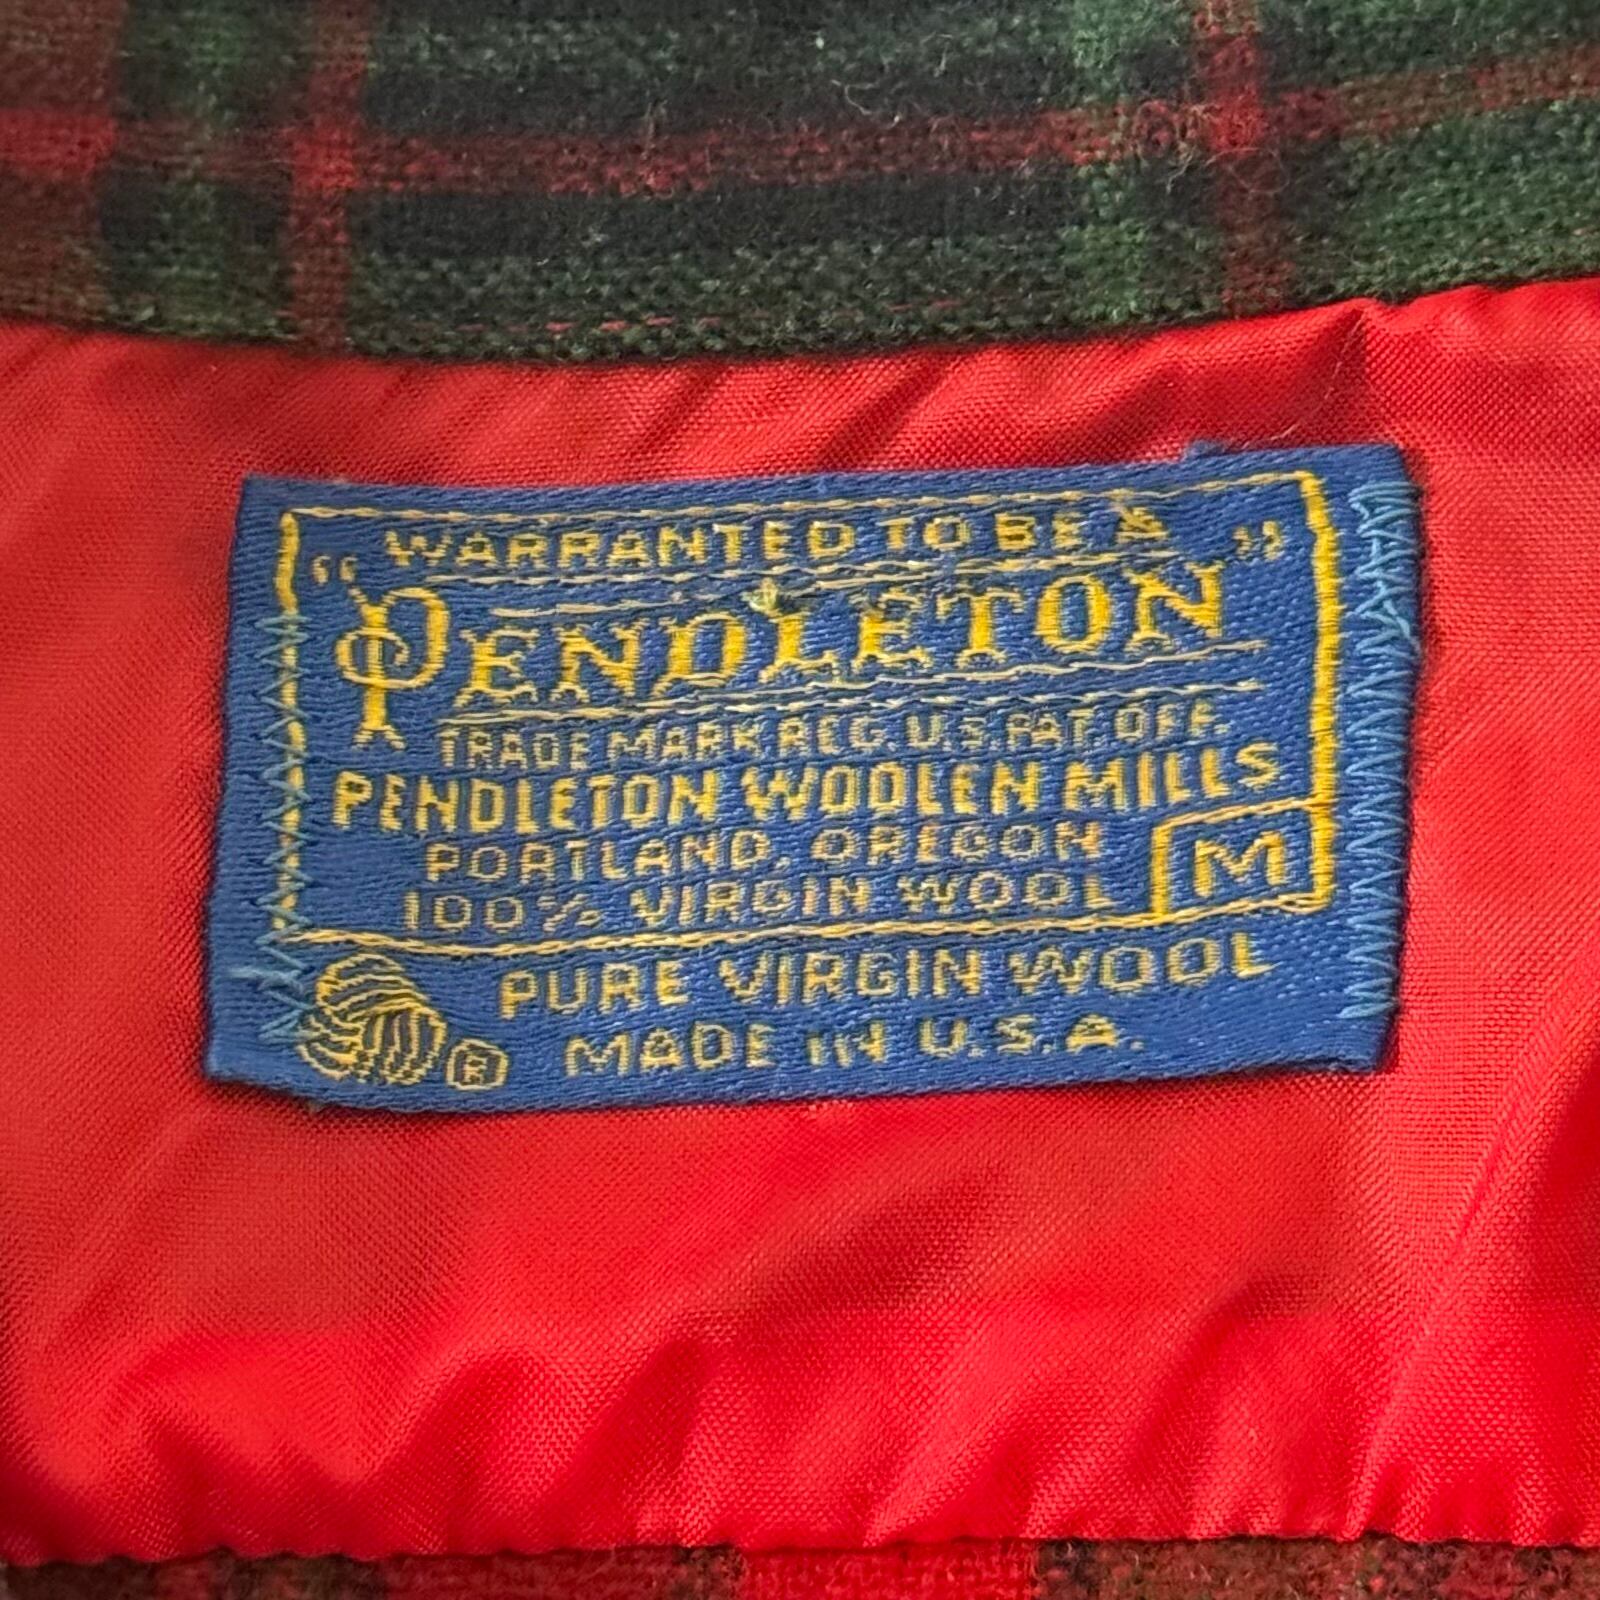 WARRANTED TO BE A
"PENDLETON"
TRADE MARK REG. U.S. PAT. OFF.
PENDLETON WOOLEN MILLS
PORTLAND, OREGON
100% VIRGIN WOOL
M
PURE VIRGIN WOOL
® MADE IN U.S.A.